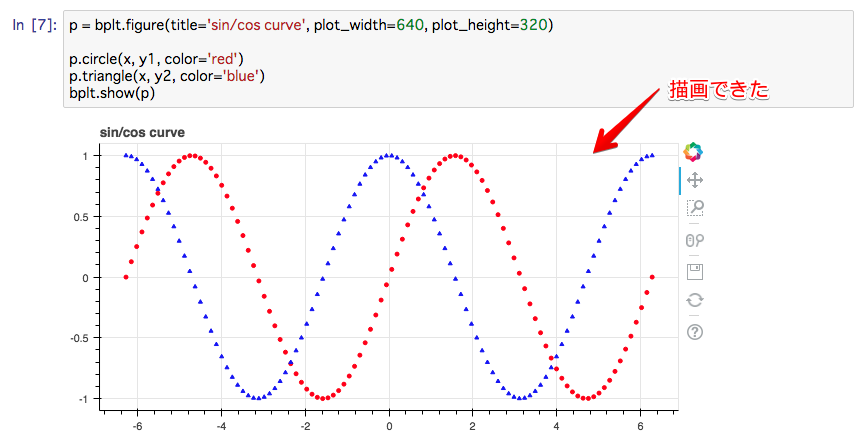 In [7]: p = bplt.figure(title='sin/cos curve', plot_width=640, plot_height=320)
p.circle(x, y1, color='red')
p.triangle(x, y2, color='blue')
bplt.show(p)
描画できた
sin/cos curve
1
0.5
0
-0.5
-1
-6 -4 -2 0 2 4 6